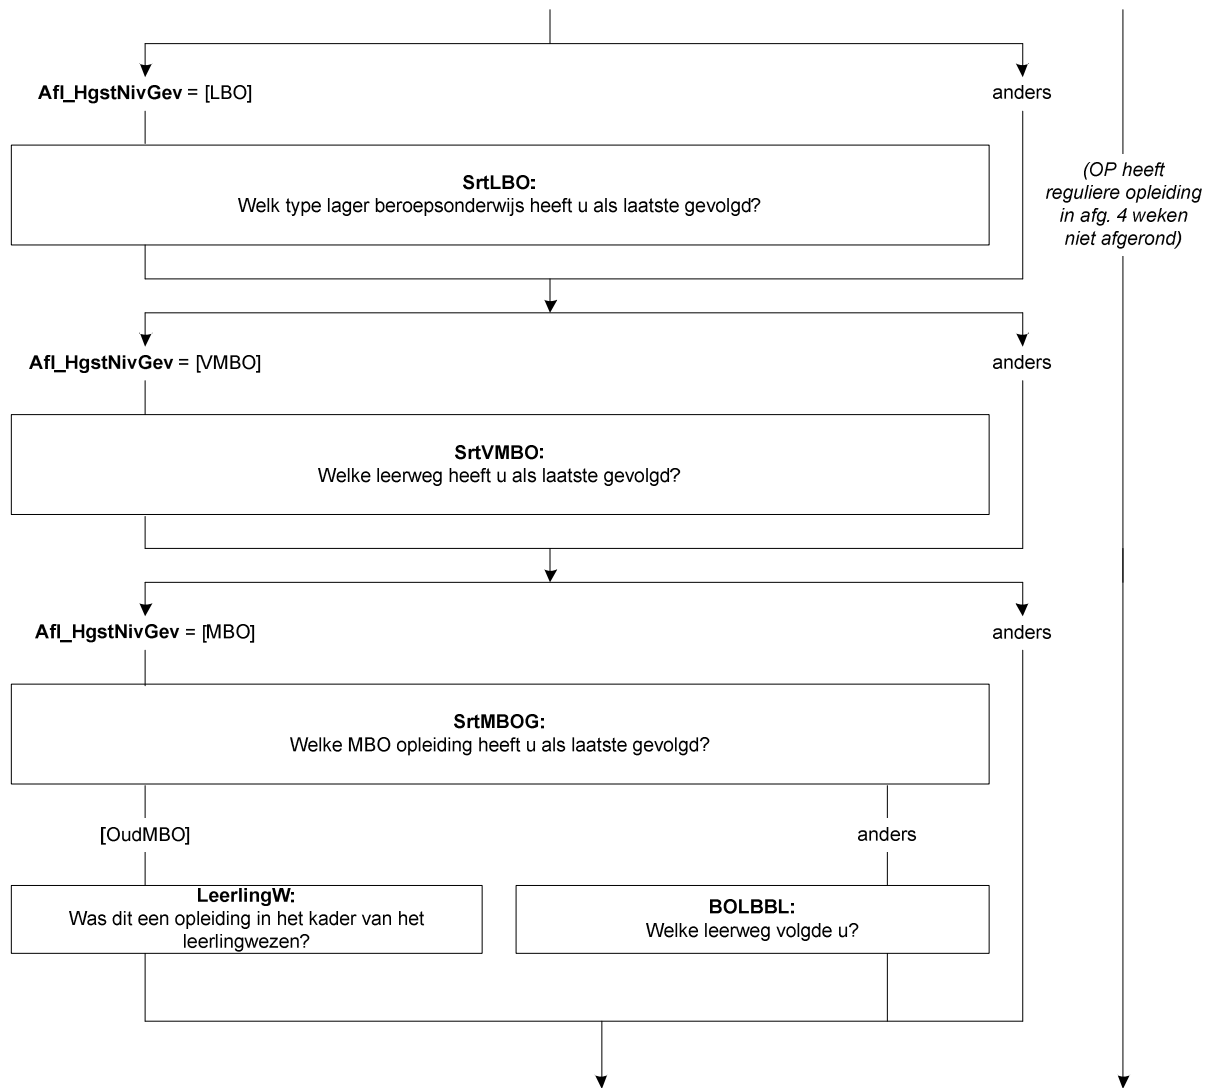 Afl_HgstNivGev = [LBO]
anders
SrtLBO:
Welk type lager beroepsonderwijs heeft u als laatste gevolgd?
(OP heeft
reguliere opleiding
in afg. 4 weken
niet afgerond)
Afl_HgstNivGev = [VMBO]
anders
SrtVMBO:
Welke leerweg heeft u als laatste gevolgd?
Afl_HgstNivGev = [MBO]
anders
SrtMBOG:
Welke MBO opleiding heeft u als laatste gevolgd?
[OudMBO]
anders
LeerlingW:
Was dit een opleiding in het kader van het
leerlingwezen?
BOLBBL:
Welke leerweg volgde u?